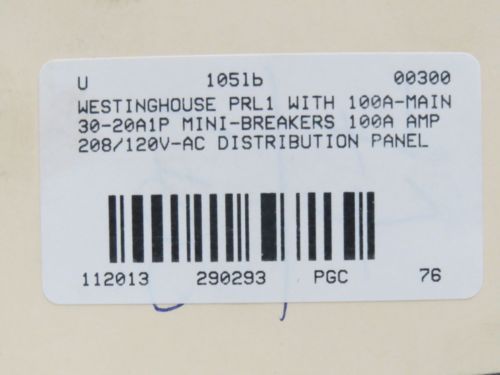 U 105lb 00300
WESTINGHOUSE PRL1 WITH 100A-MAIN
30-20A1P MINI-BREAKERS 100A AMP
208/120V-AC DISTRIBUTION PANEL
112013 290293 PGC 76